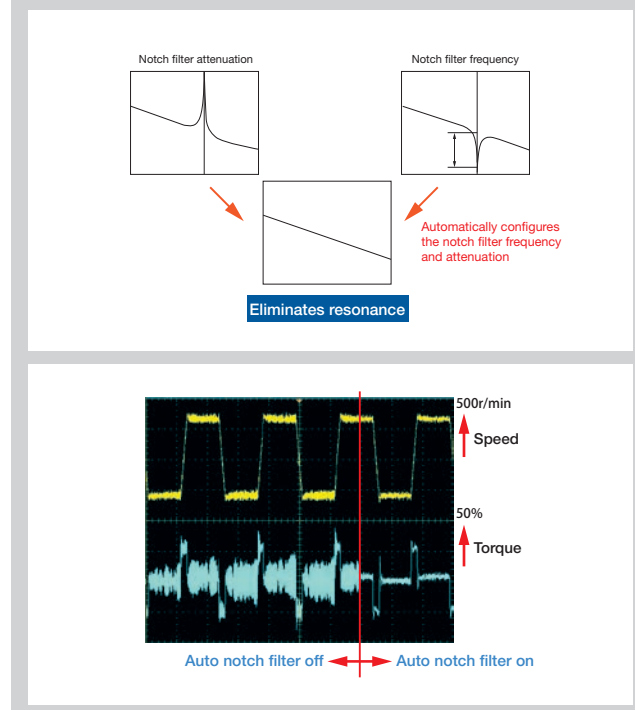 Notch filter attenuation
Notch filter frequency
Automatically configures
the notch filter frequency
and attenuation
Eliminates resonance
500r/min
Speed
50%
Torque
Auto notch filter off
Auto notch filter on